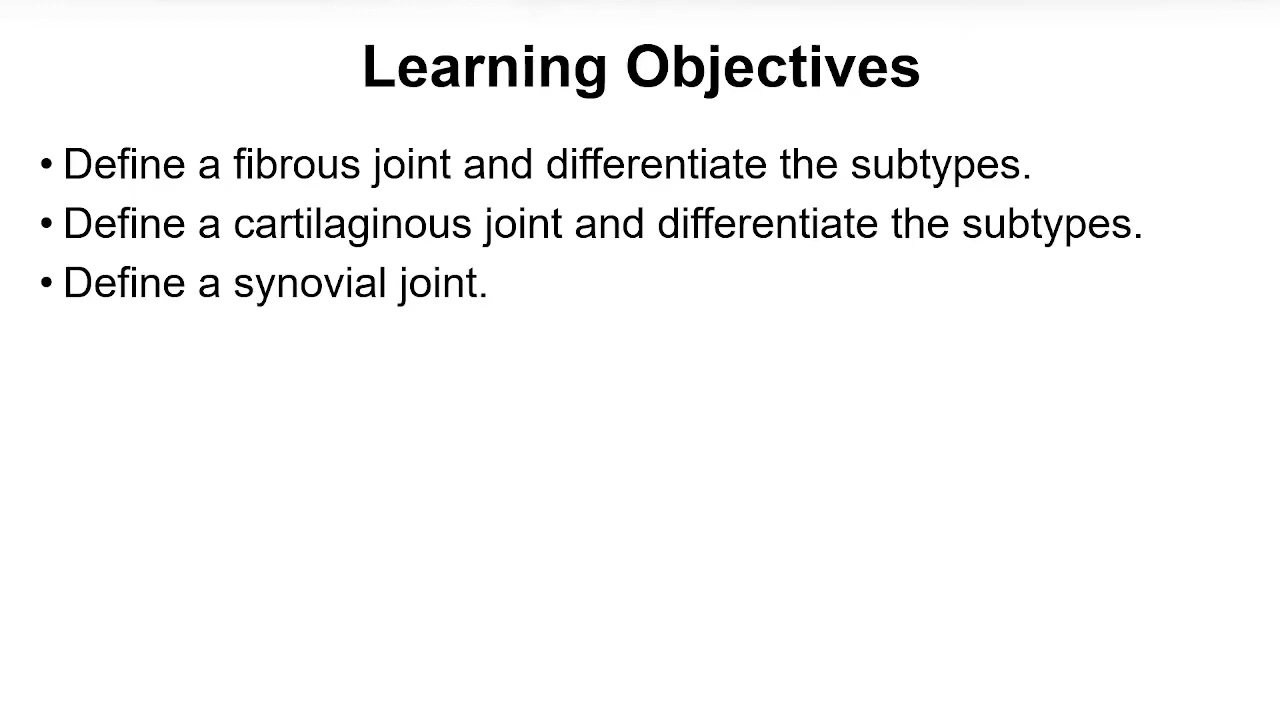 Learning Objectives
• Define a fibrous joint and differentiate the subtypes.
• Define a cartilaginous joint and differentiate the subtypes.
• Define a synovial joint.